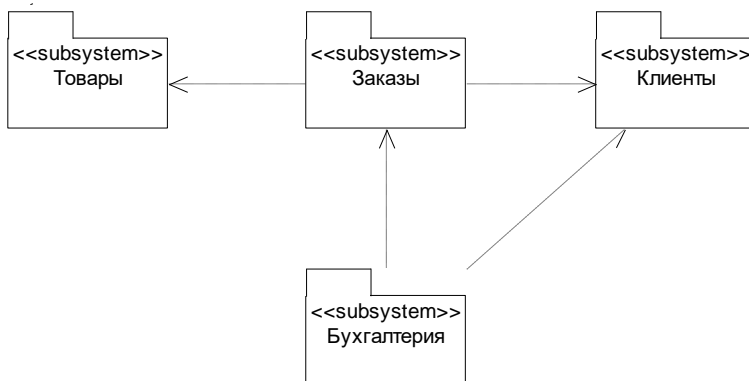 <<subsystem>>
Товары
<<subsystem>>
Заказы
<<subsystem>>
Клиенты
<<subsystem>>
Бухгалтерия